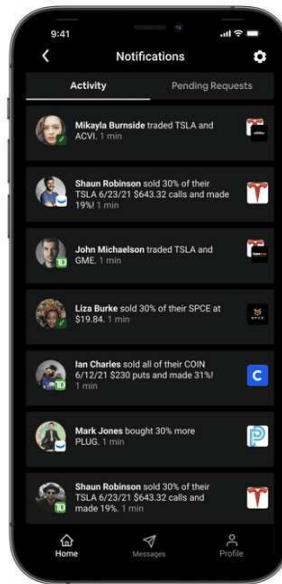 9:41
Notifications
Activity
Pending Requests
Mikayla Burnside traded TSLA and
ACVI. 1 min
Shaun Robinson sold 30% of their
TSLA 6/23/21 $643.32 calls and made
19%! 1 min
John Michaelson traded TSLA and
GME. 1 min
Liza Burke sold 30% of their SPCE at
$19.84. 1 min
SPCE
Ian Charles sold all of their COIN
6/12/21 $230 puts and made 31%!
1 min
C
Mark Jones bought 30% more
PLUG. 1 min
Shaun Robinson sold 30% of their
TSLA 6/23/21 $643.32 calls and
made 19%. 1 min
Home
Messages
Profile